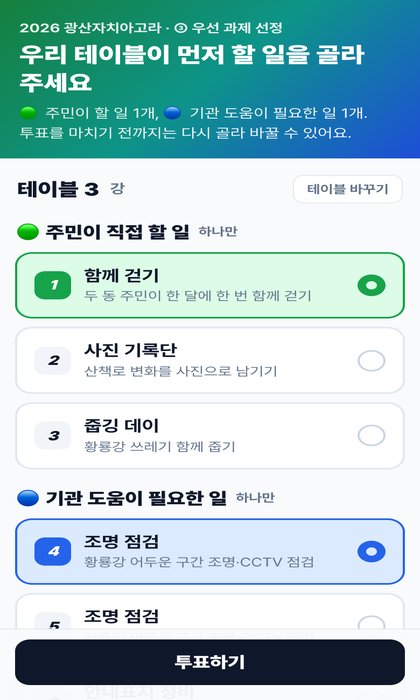 2026 광산자치아고라 · ③ 우선 과제 선정
우리 테이블이 먼저 할 일을 골라
주세요
주민이 할 일 1개, 기관 도움이 필요한 일 1개.
투표를 마치기 전까지는 다시 골라 바꿀 수 있어요.
테이블 3 강
테이블 바꾸기
주민이 직접 할 일 하나만
1
함께 걷기
두 동 주민이 한 달에 한 번 함께 걷기
2
사진 기록단
산책로 변화를 사진으로 남기기
3
줍깅 데이
황룡강 쓰레기 함께 줍기
기관 도움이 필요한 일 하나만
4
조명 점검
황룡강 어두운 구간 조명·CCTV 점검
5
조명 점검
투표하기
안내표지 정비